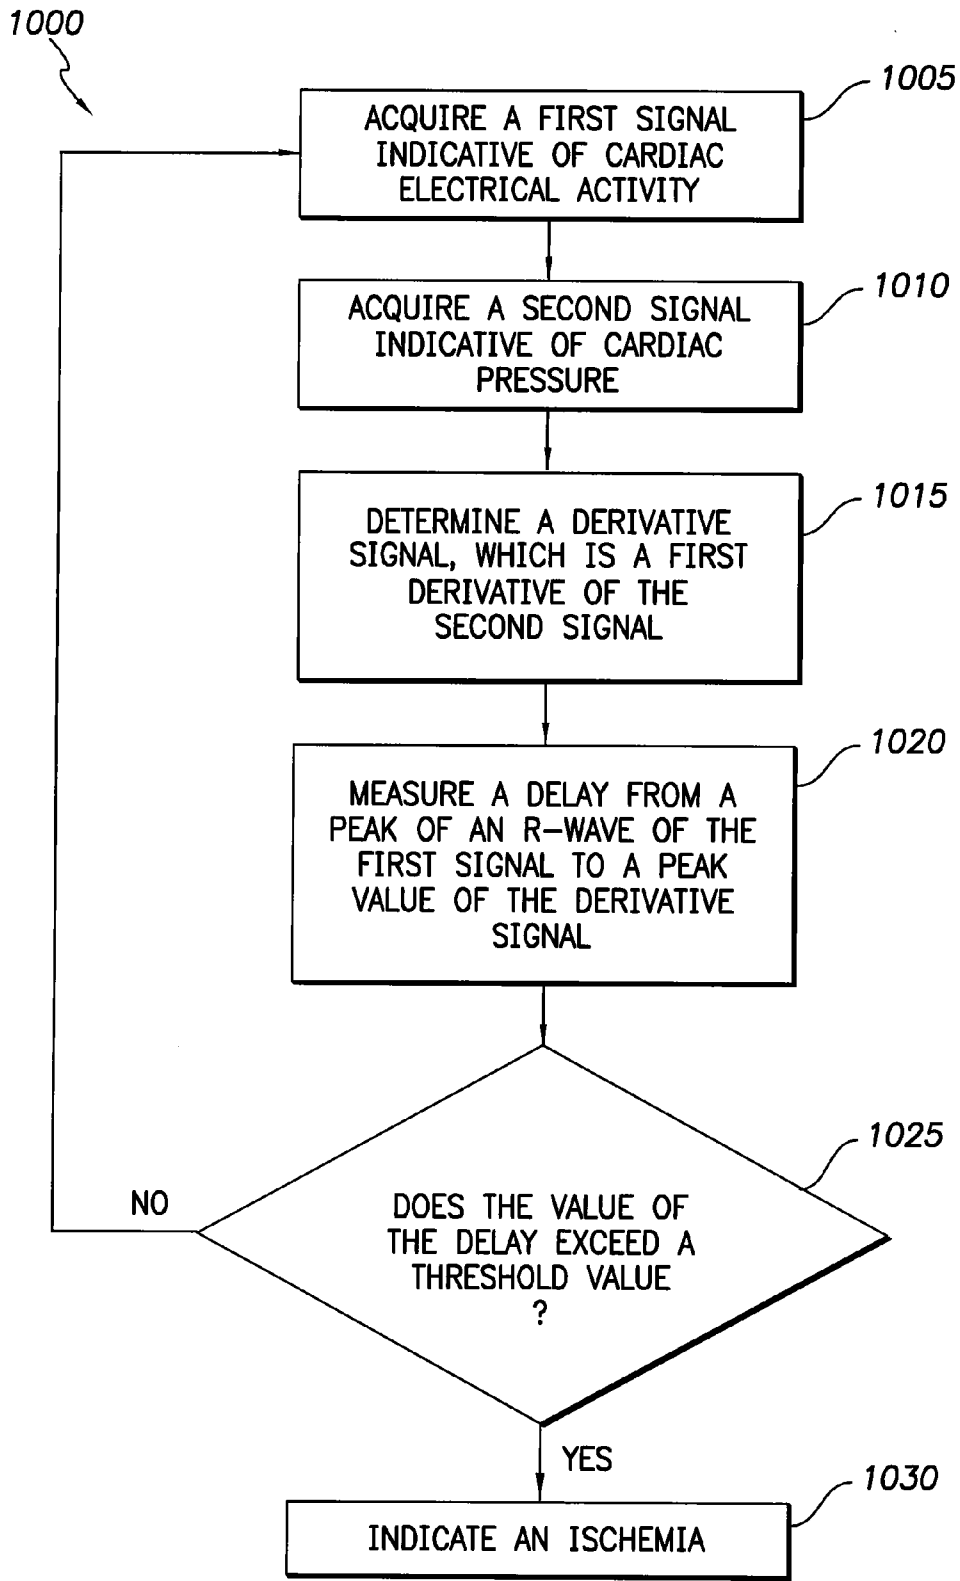 1000
1005
ACQUIRE A FIRST SIGNAL
INDICATIVE OF CARDIAC
ELECTRICAL ACTIVITY
1010
ACQUIRE A SECOND SIGNAL
INDICATIVE OF CARDIAC
PRESSURE
1015
DETERMINE A DERIVATIVE
SIGNAL, WHICH IS A FIRST
DERIVATIVE OF THE
SECOND SIGNAL
1020
MEASURE A DELAY FROM A
PEAK OF AN R-WAVE OF THE
FIRST SIGNAL TO A PEAK
VALUE OF THE DERIVATIVE
SIGNAL
1025
NO
DOES THE VALUE OF
THE DELAY EXCEED A
THRESHOLD VALUE
?
YES
1030
INDICATE AN ISCHEMIA